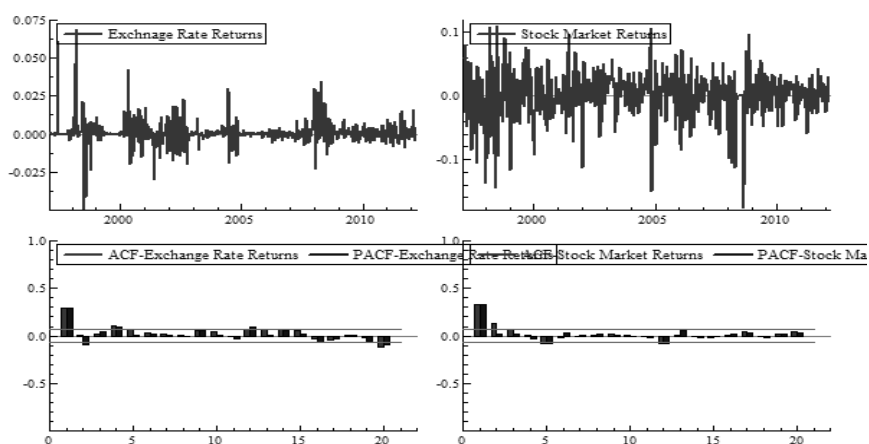 0.075
Exchnage Rate Returns
0.050
0.025
0.000
-0.025
2000 2005 2010
0.1
Stock Market Returns
0.0
-0.1
2000 2005 2010
1.0
ACF-Exchange Rate Returns PACF-Exchange Rate Returns
0.5
0.0
-0.5
0 5 10 15 20
1.0
ACF-Stock Market Returns PACF-Stock Ma
0.5
0.0
-0.5
0 5 10 15 20